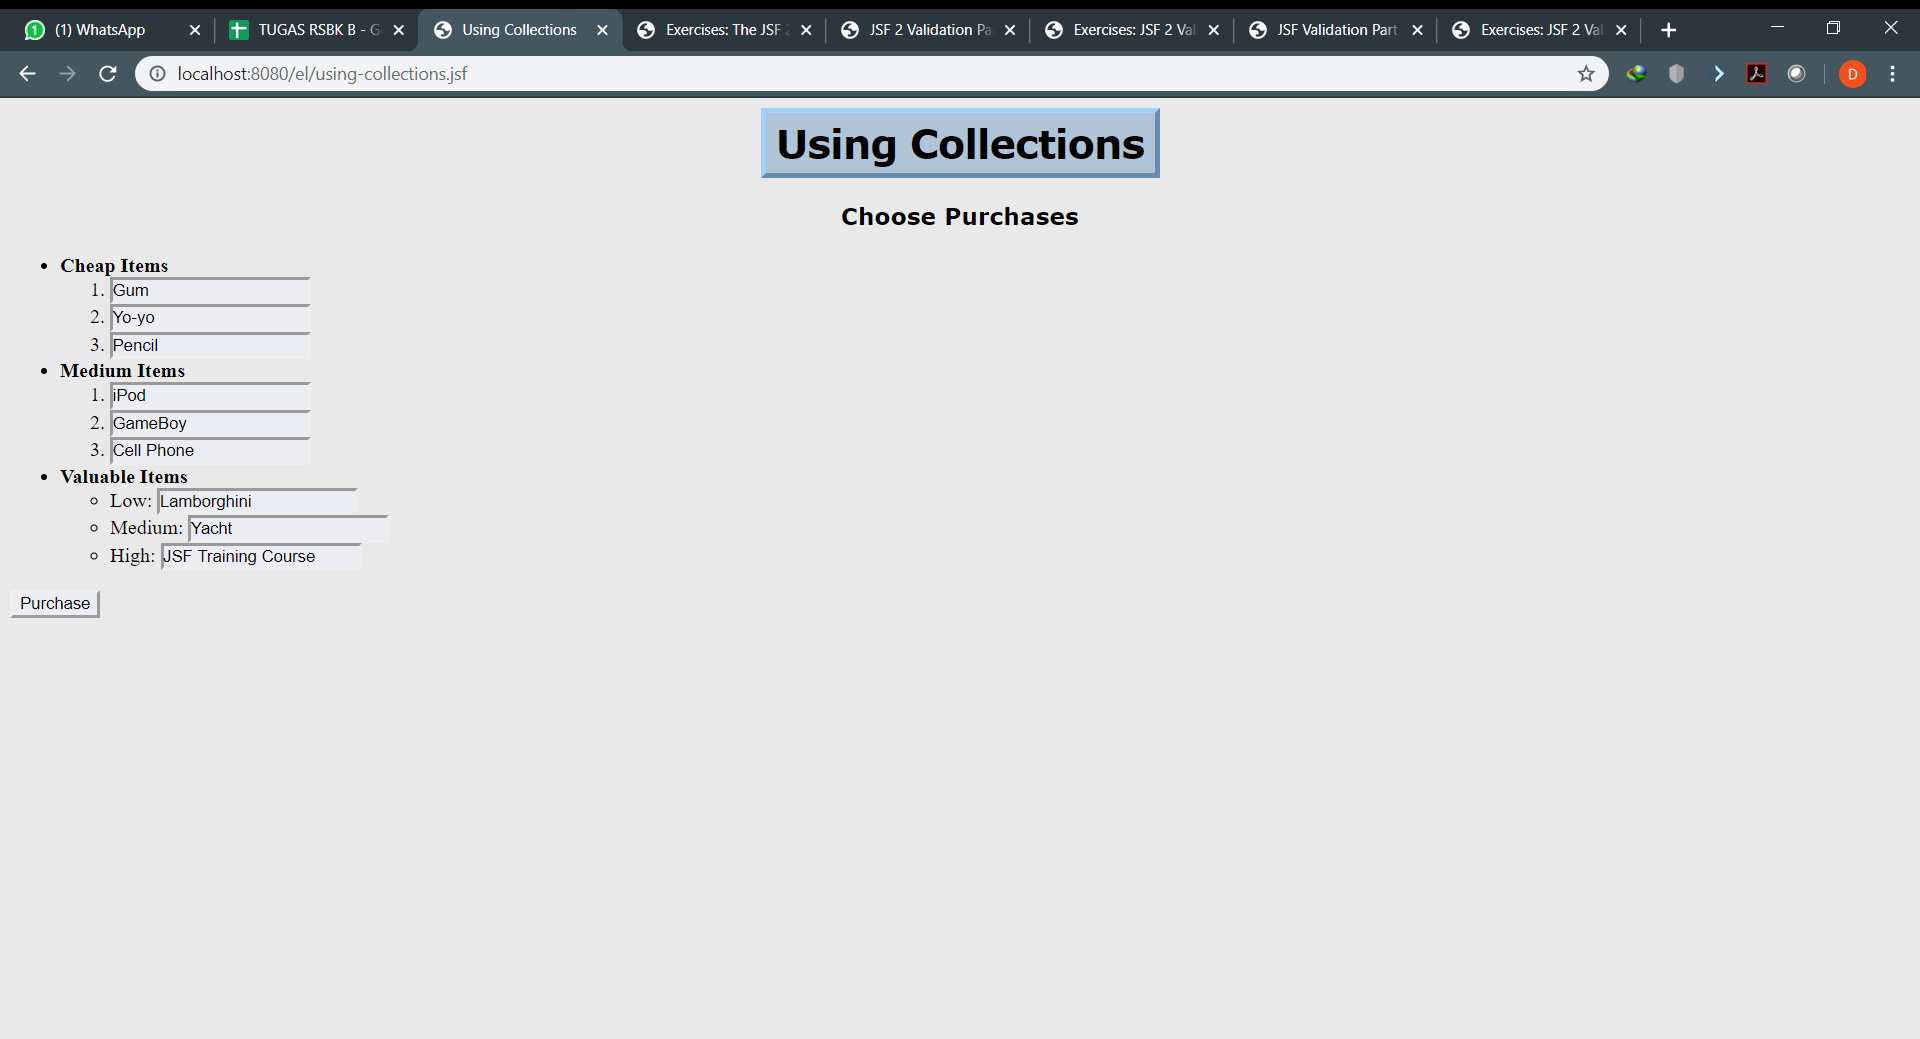 (1) WhatsApp
TUGAS RSBK B - G
Using Collections
Exercises: The JSF 2
JSF 2 Validation Pa
Exercises: JSF 2 Val
JSF Validation Part
Exercises: JSF 2 Val
localhost:8080/el/using-collections.jsf
D
Using Collections
Choose Purchases
• Cheap Items
1. Gum
2. Yo-yo
3. Pencil
• Medium Items
1. iPod
2. GameBoy
3. Cell Phone
• Valuable Items
○ Low: Lamborghini
○ Medium: Yacht
○ High: JSF Training Course
Purchase